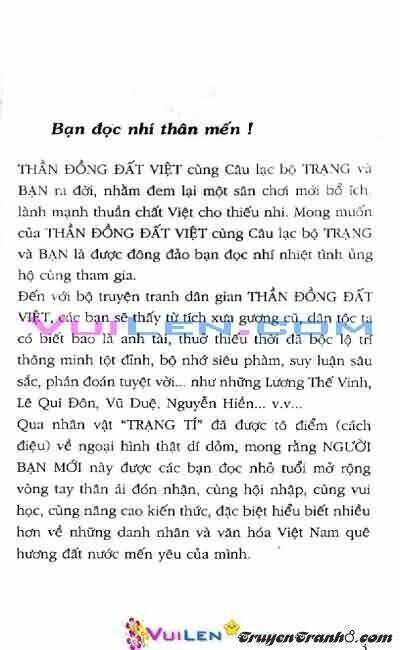 Bạn đọc nhí thân mến !
THẦN ĐỒNG ĐẤT VIỆT cùng Câu lạc bộ TRẠNG và
BẠN ra đời, nhằm đem lại một sân chơi mới bổ ích,
lành mạnh thuần chất Việt cho thiếu nhi. Mong muốn
của THẦN ĐỒNG ĐẤT VIỆT cùng Câu lạc bộ TRẠNG
và BẠN là được đông đảo bạn đọc nhí nhiệt tình ủng
hộ cùng tham gia.
Đến với bộ truyện tranh dân gian THẦN ĐỒNG ĐẤT
VIỆT, các bạn sẽ thấy từ tích xưa gương cũ, dân tộc ta
VUILEN.COM
có biết bao là anh tài, thuở thiếu thời đã bộc lộ trí
thông minh tột đỉnh, bộ nhớ siêu phàm, suy luận sâu
sắc, phán đoán tuyệt vời... như những Lương Thế Vinh,
Lê Quí Đôn, Vũ Duệ, Nguyễn Hiền... v.v...
Qua nhân vật "TRẠNG TÍ" đã được tô điểm (cách
điệu) về ngoại hình thật dí dỏm, mong rằng NGƯỜI
BẠN MỚI này được các bạn đọc nhỏ tuổi mở rộng
vòng tay thân ái đón nhận, cùng hội nhập, cùng vui
học, cùng nâng cao kiến thức, đặc biệt hiểu biết nhiều
hơn về những danh nhân và văn hóa Việt Nam quê
hương đất nước mến yêu của mình.
VUILEN
TruyenTranh8.com
3